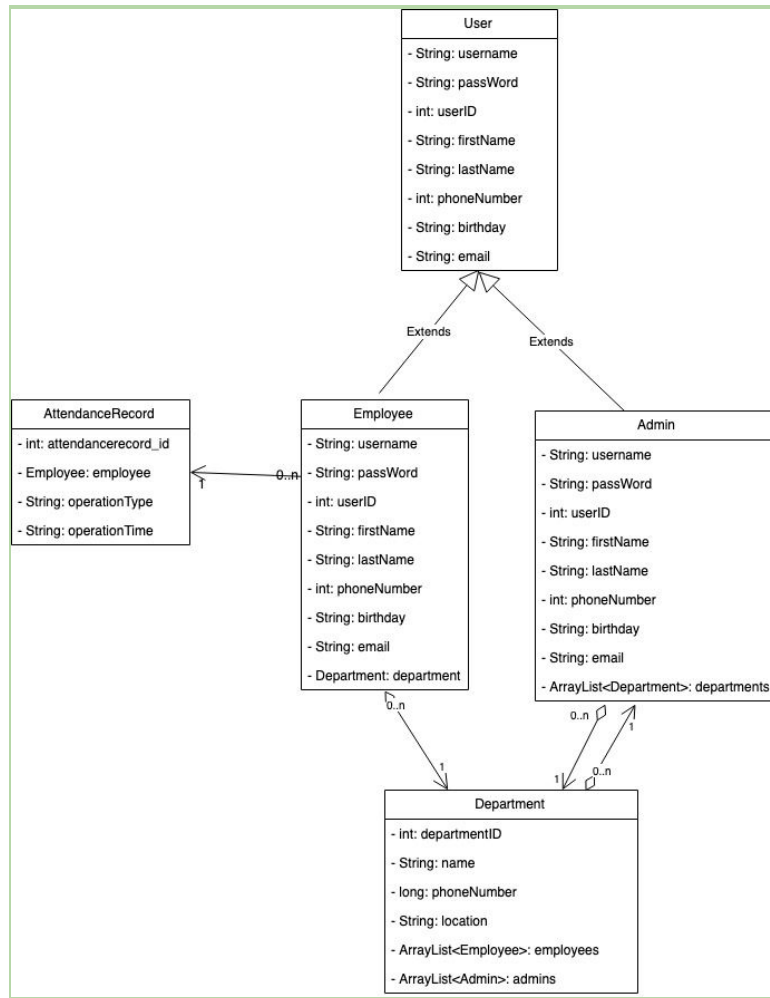 User
- String: username
- String: passWord
- int: userID
- String: firstName
- String: lastName
- int: phoneNumber
- String: birthday
- String: email
Extends
Extends
AttendanceRecord
- int: attendancerecord_id
- Employee: employee
- String: operationType
- String: operationTime
1
0..n
Employee
- String: username
- String: passWord
- int: userID
- String: firstName
- String: lastName
- int: phoneNumber
- String: birthday
- String: email
- Department: department
Admin
- String: username
- String: passWord
- int: userID
- String: firstName
- String: lastName
- int: phoneNumber
- String: birthday
- String: email
- ArrayList<Department>: departments
0..n
1
0..n
1
1
0..n
Department
- int: departmentID
- String: name
- long: phoneNumber
- String: location
- ArrayList<Employee>: employees
- ArrayList<Admin>: admins